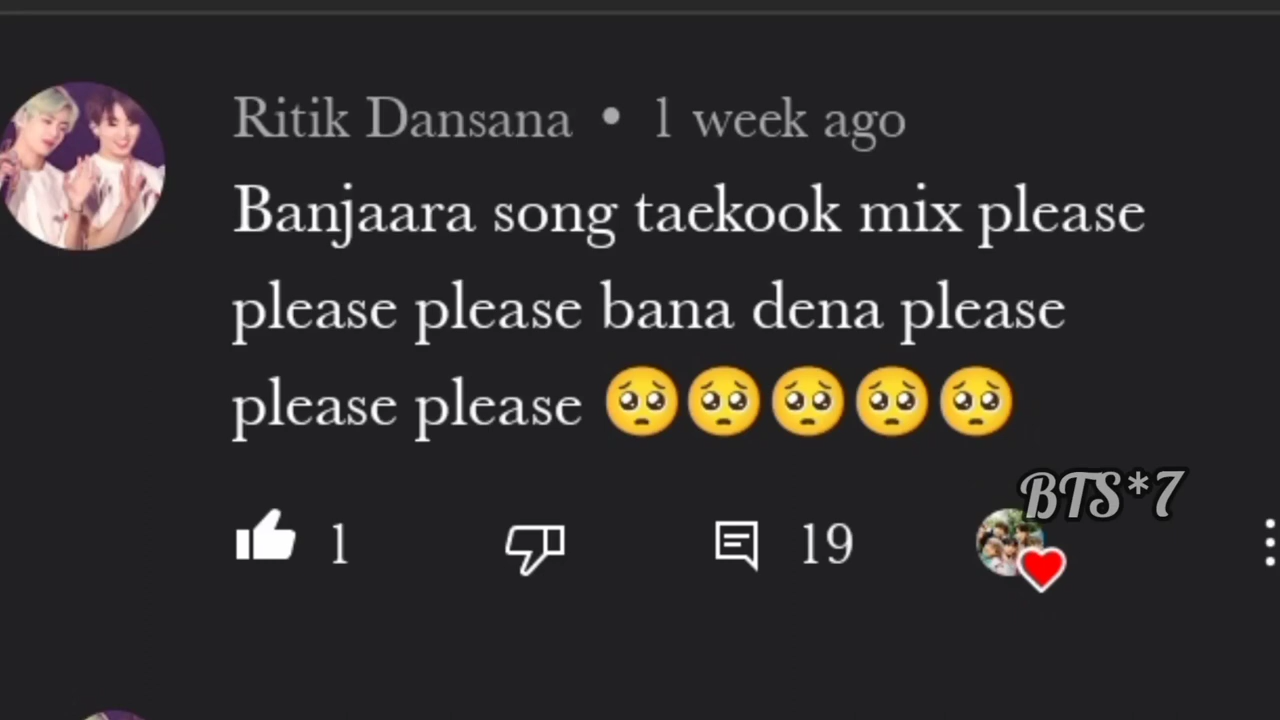 Ritik Dansana • 1 week ago
Banjaara song taekook mix please
please please bana dena please
please please 🥺🥺🥺🥺🥺
BTS*7
1 19